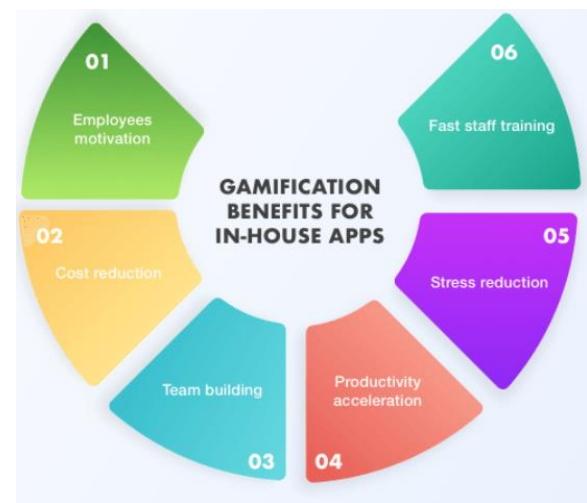 GAMIFICATION
BENEFITS FOR
IN-HOUSE APPS
01
Employees
motivation
02
Cost reduction
Team building
03
Productivity
acceleration
04
05
Stress reduction
06
Fast staff training